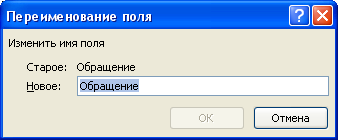 Переименование поля
Изменить имя поля
Старое: Обращение
Новое: Обращение
ОК Отмена